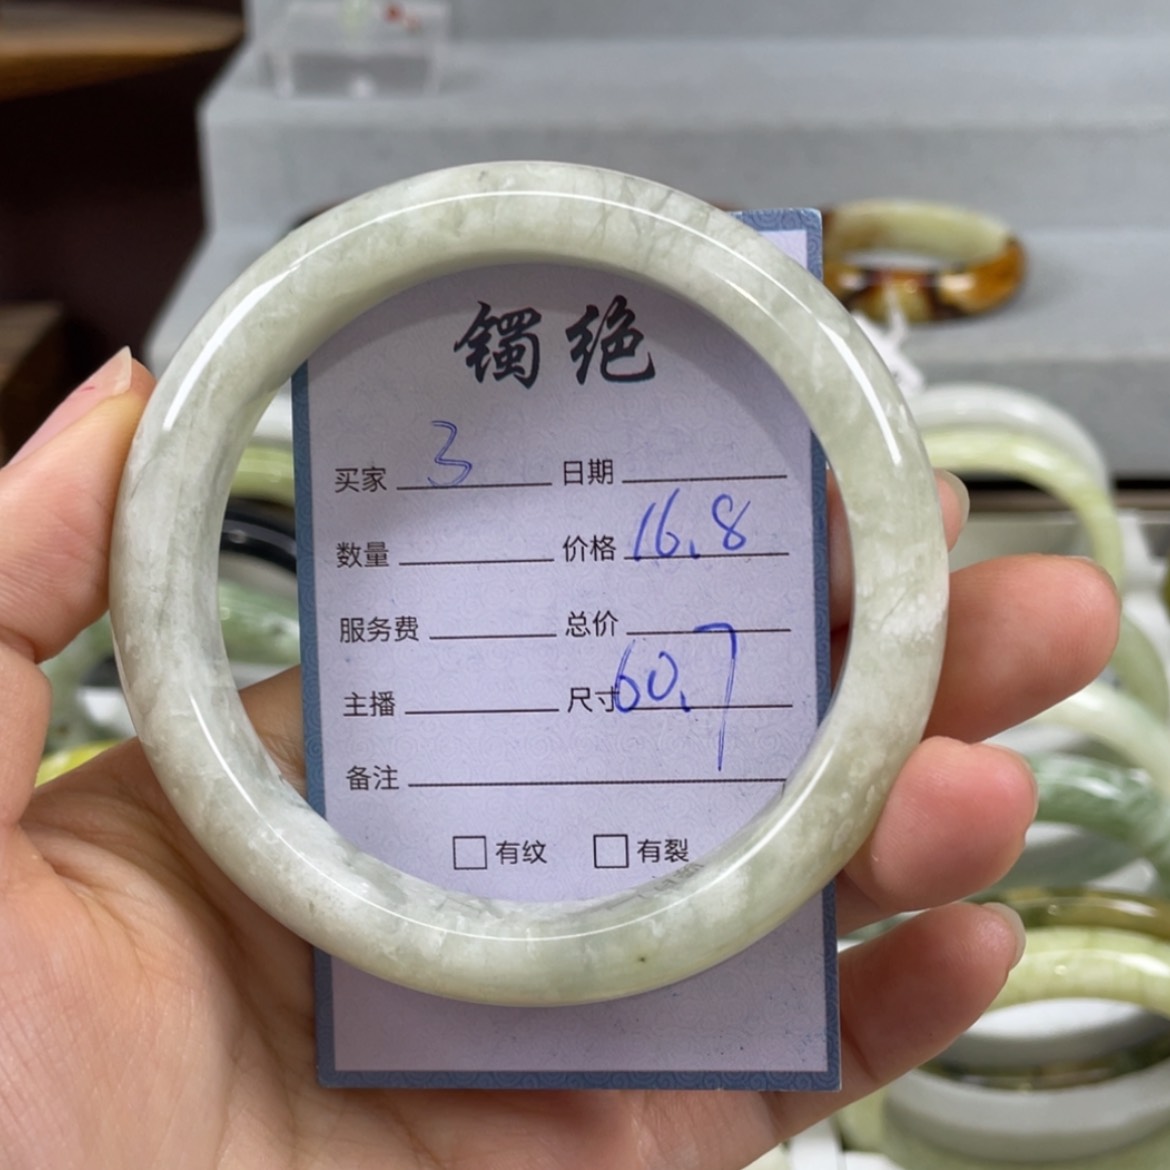 镯绝
买家 3 日期
数量 价格 16.8
服务费 总价
主播 尺寸 60.7
备注
□有纹 □有裂